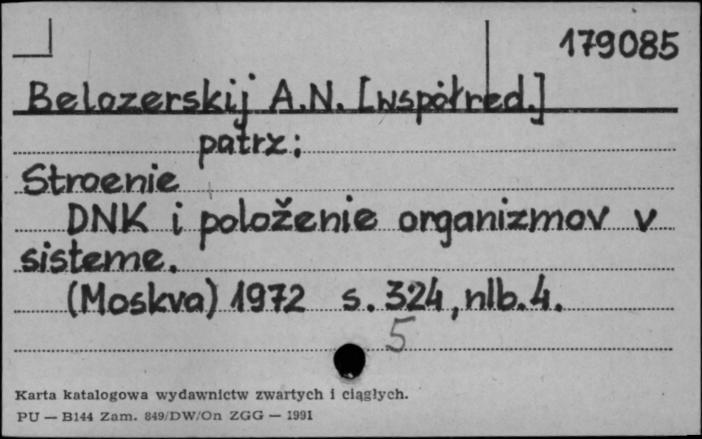 179085
Belozerskij A.N. [współred.]
patrz:
Stroenie
DNK i položenie organizmov v
sisteme.
(Moskva) 1972 s. 324, nlb. 4.
5
Karta katalogowa wydawnictw zwartych i ciągłych.
PU — B144 Zam. 849/DW/On ZGG — 1991